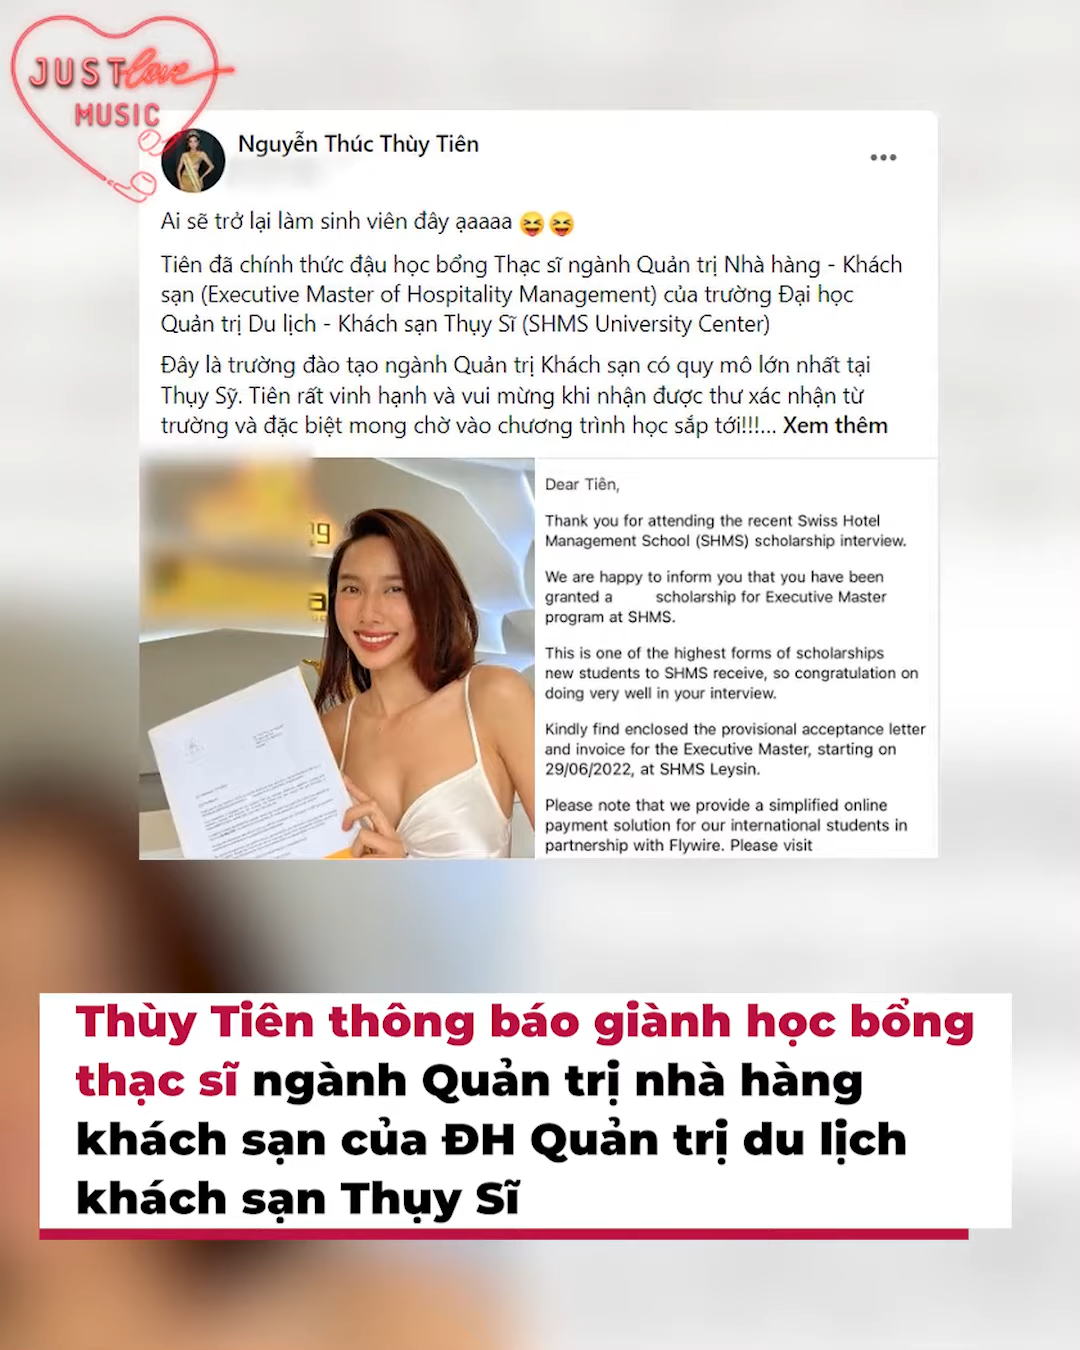 JUST love
MUSIC
Nguyễn Thúc Thùy Tiên
Ai sẽ trở lại làm sinh viên đây ạaaaa 😝😝
Tiên đã chính thức đậu học bổng Thạc sĩ ngành Quản trị Nhà hàng - Khách
sạn (Executive Master of Hospitality Management) của trường Đại học
Quản trị Du lịch - Khách sạn Thụy Sĩ (SHMS University Center)
Đây là trường đào tạo ngành Quản trị Khách sạn có quy mô lớn nhất tại
Thụy Sỹ. Tiên rất vinh hạnh và vui mừng khi nhận được thư xác nhận từ
trường và đặc biệt mong chờ vào chương trình học sắp tới!!!... Xem thêm
Dear Tiên,
Thank you for attending the recent Swiss Hotel
Management School (SHMS) scholarship interview.
We are happy to inform you that you have been
granted a scholarship for Executive Master
program at SHMS.
This is one of the highest forms of scholarships
new students to SHMS receive, so congratulation on
doing very well in your interview.
Kindly find enclosed the provisional acceptance letter
and invoice for the Executive Master, starting on
29/06/2022, at SHMS Leysin.
Please note that we provide a simplified online
payment solution for our international students in
partnership with Flywire. Please visit
Thùy Tiên thông báo giành học bổng
thạc sĩ ngành Quản trị nhà hàng
khách sạn của ĐH Quản trị du lịch
khách sạn Thụy Sĩ